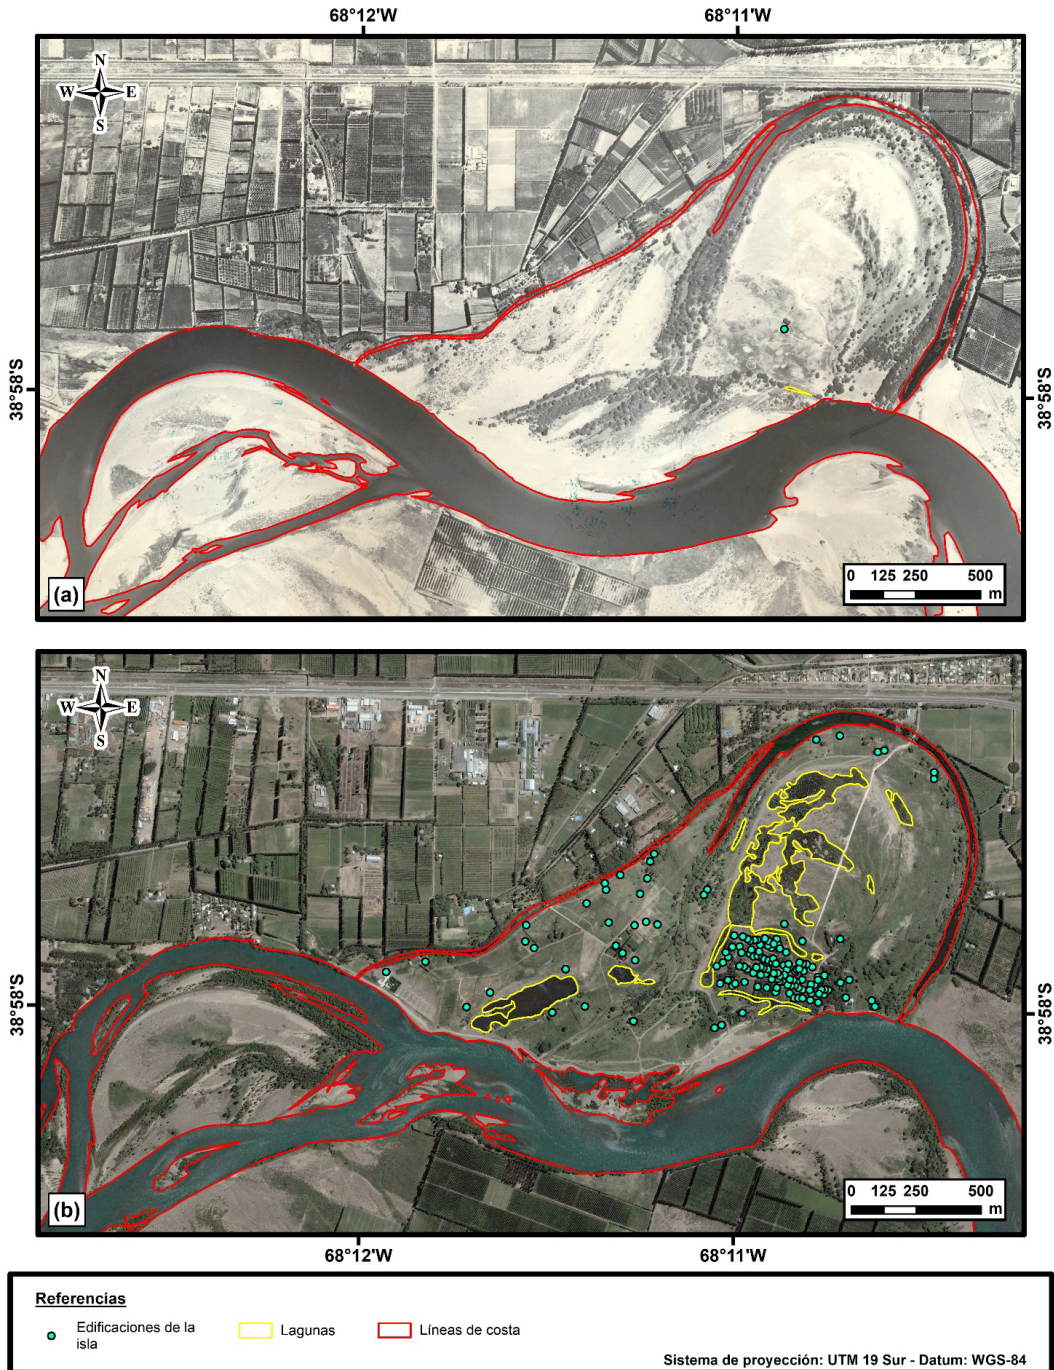 68°12'W 68°11'W
N
W E
S
38°58'S 38°58'S
0 125 250 500
m
(a)
N
W E
S
38°58'S 38°58'S
0 125 250 500
m
(b)
68°12'W 68°11'W
Referencias
Edificaciones de la
isla
Lagunas
Líneas de costa
Sistema de proyección: UTM 19 Sur - Datum: WGS-84